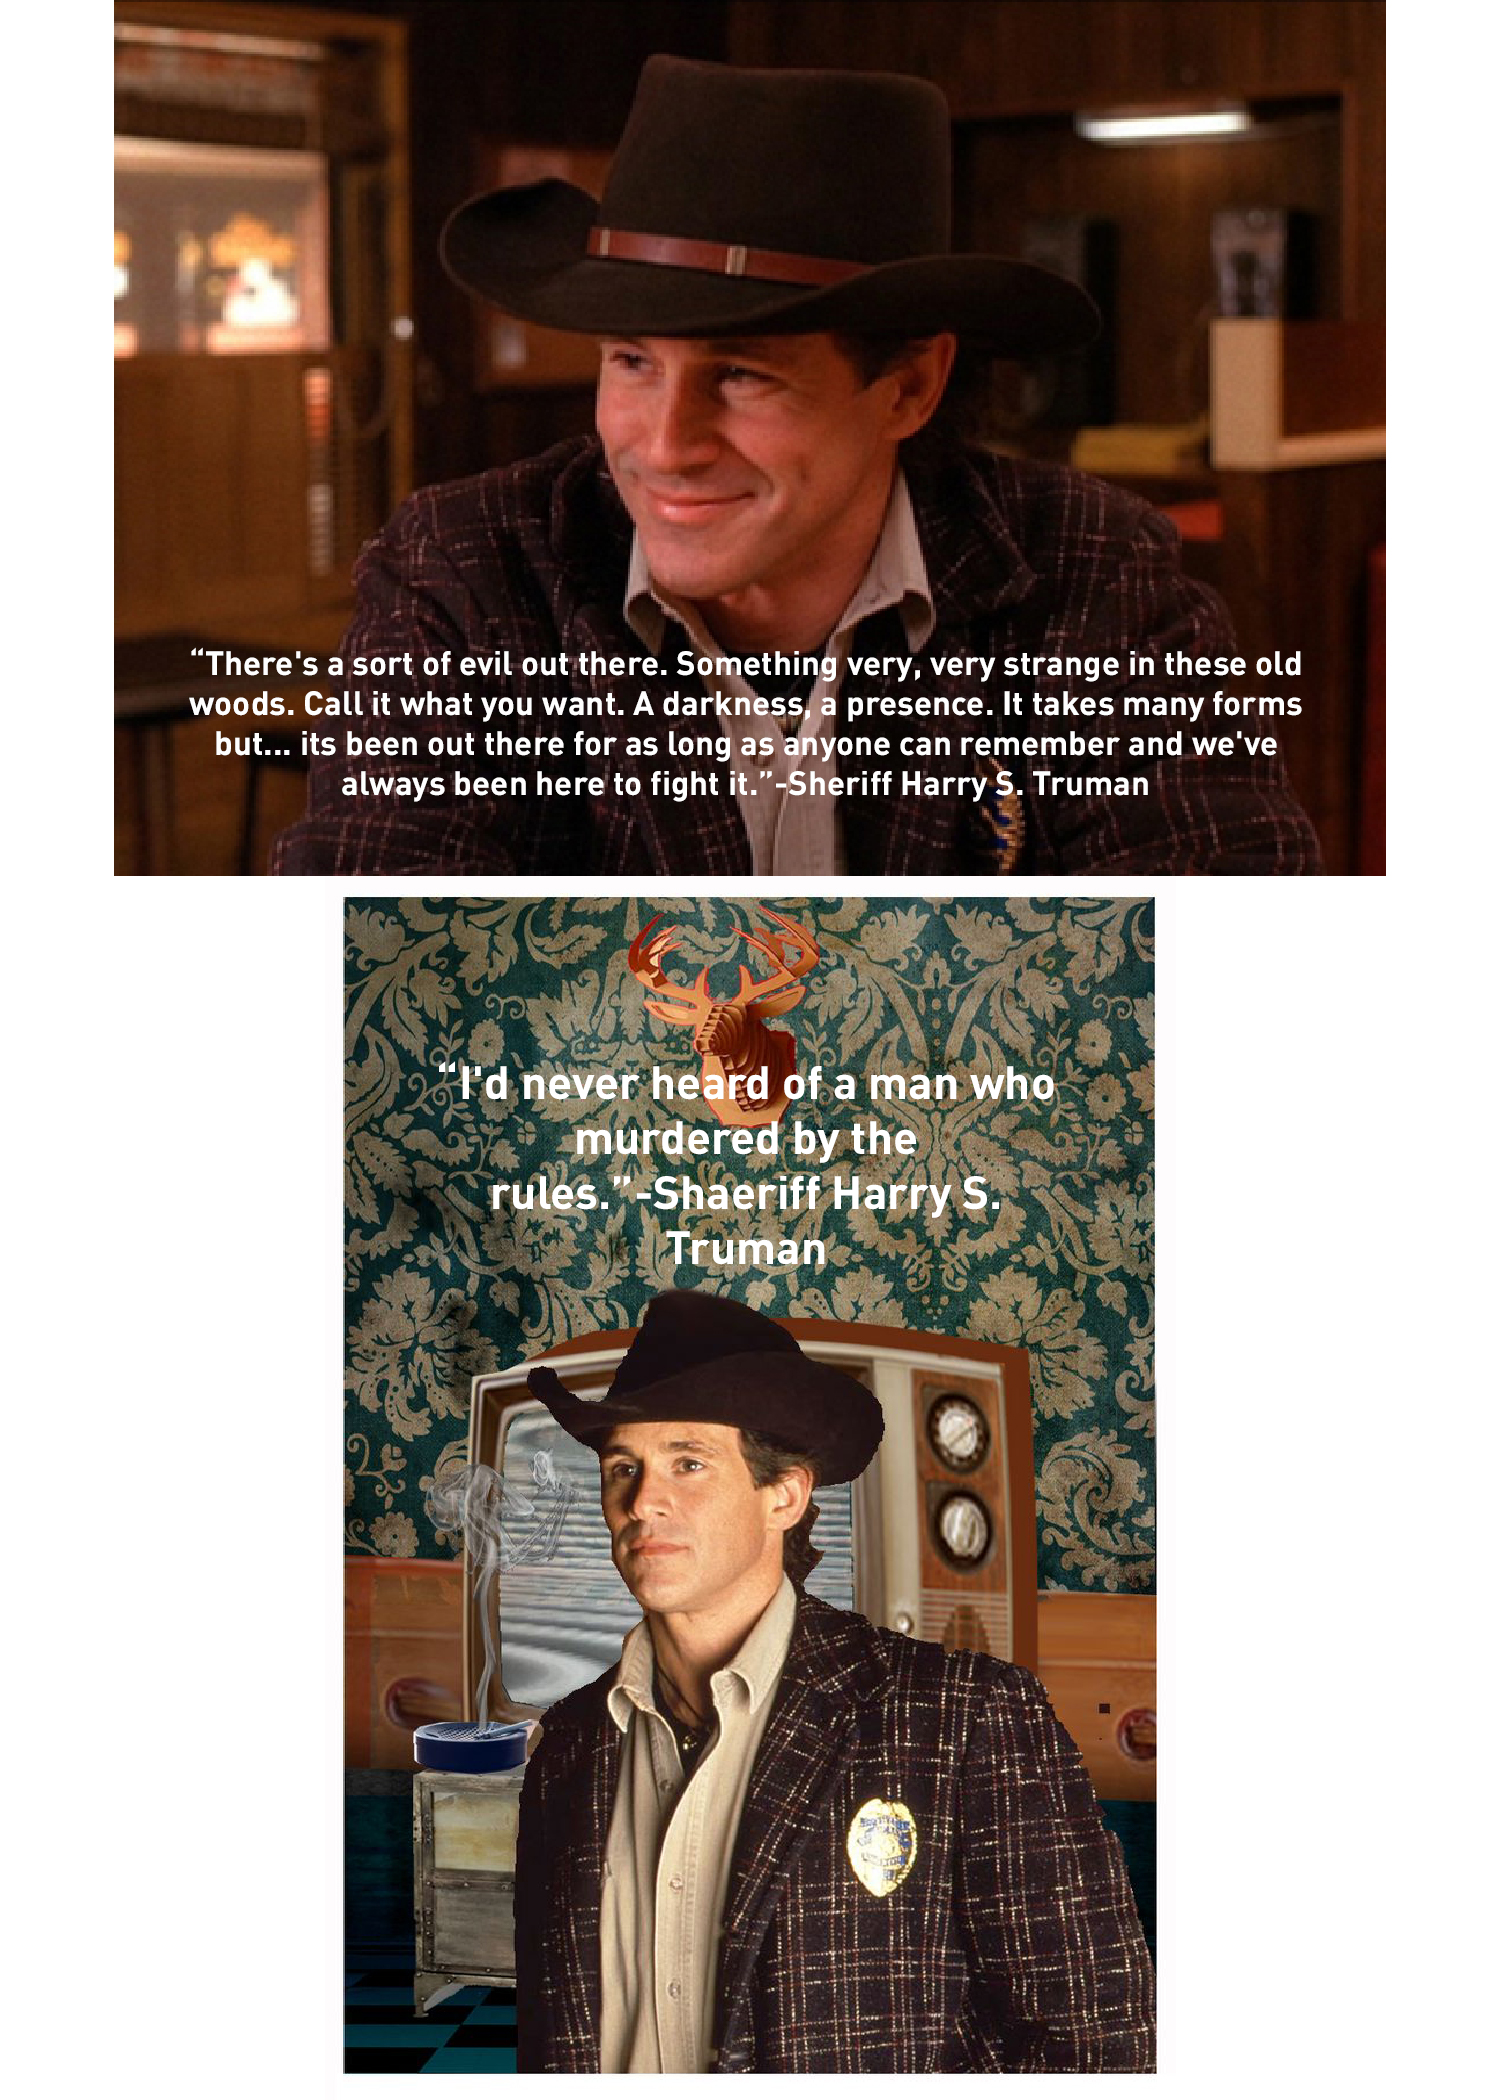 “There's a sort of evil out there. Something very, very strange in these old
woods. Call it what you want. A darkness, a presence. It takes many forms
but... its been out there for as long as anyone can remember and we've
always been here to fight it.”-Sheriff Harry S. Truman
“I'd never heard of a man who
murdered by the
rules.”-Shaeriff Harry S.
Truman